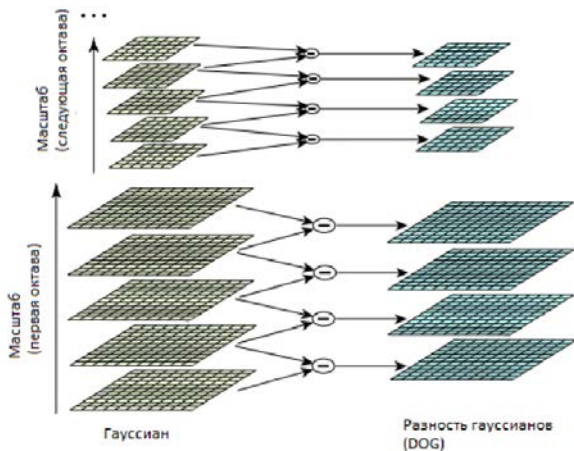 ...
Масштаб
(следующая октава)
Масштаб
(первая октава)
Гауссиан
Разность гауссианов
(DOG)